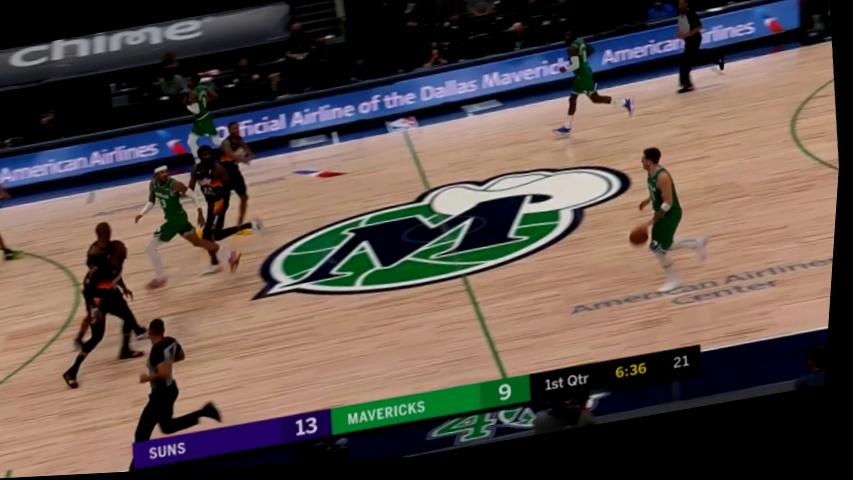 chime
Official Airline of the Dallas Mavericks
American Airlines
American Airlines
M
American Airlines
Center
SUNS 13 MAVERICKS 9 1st Qtr 6:36 21